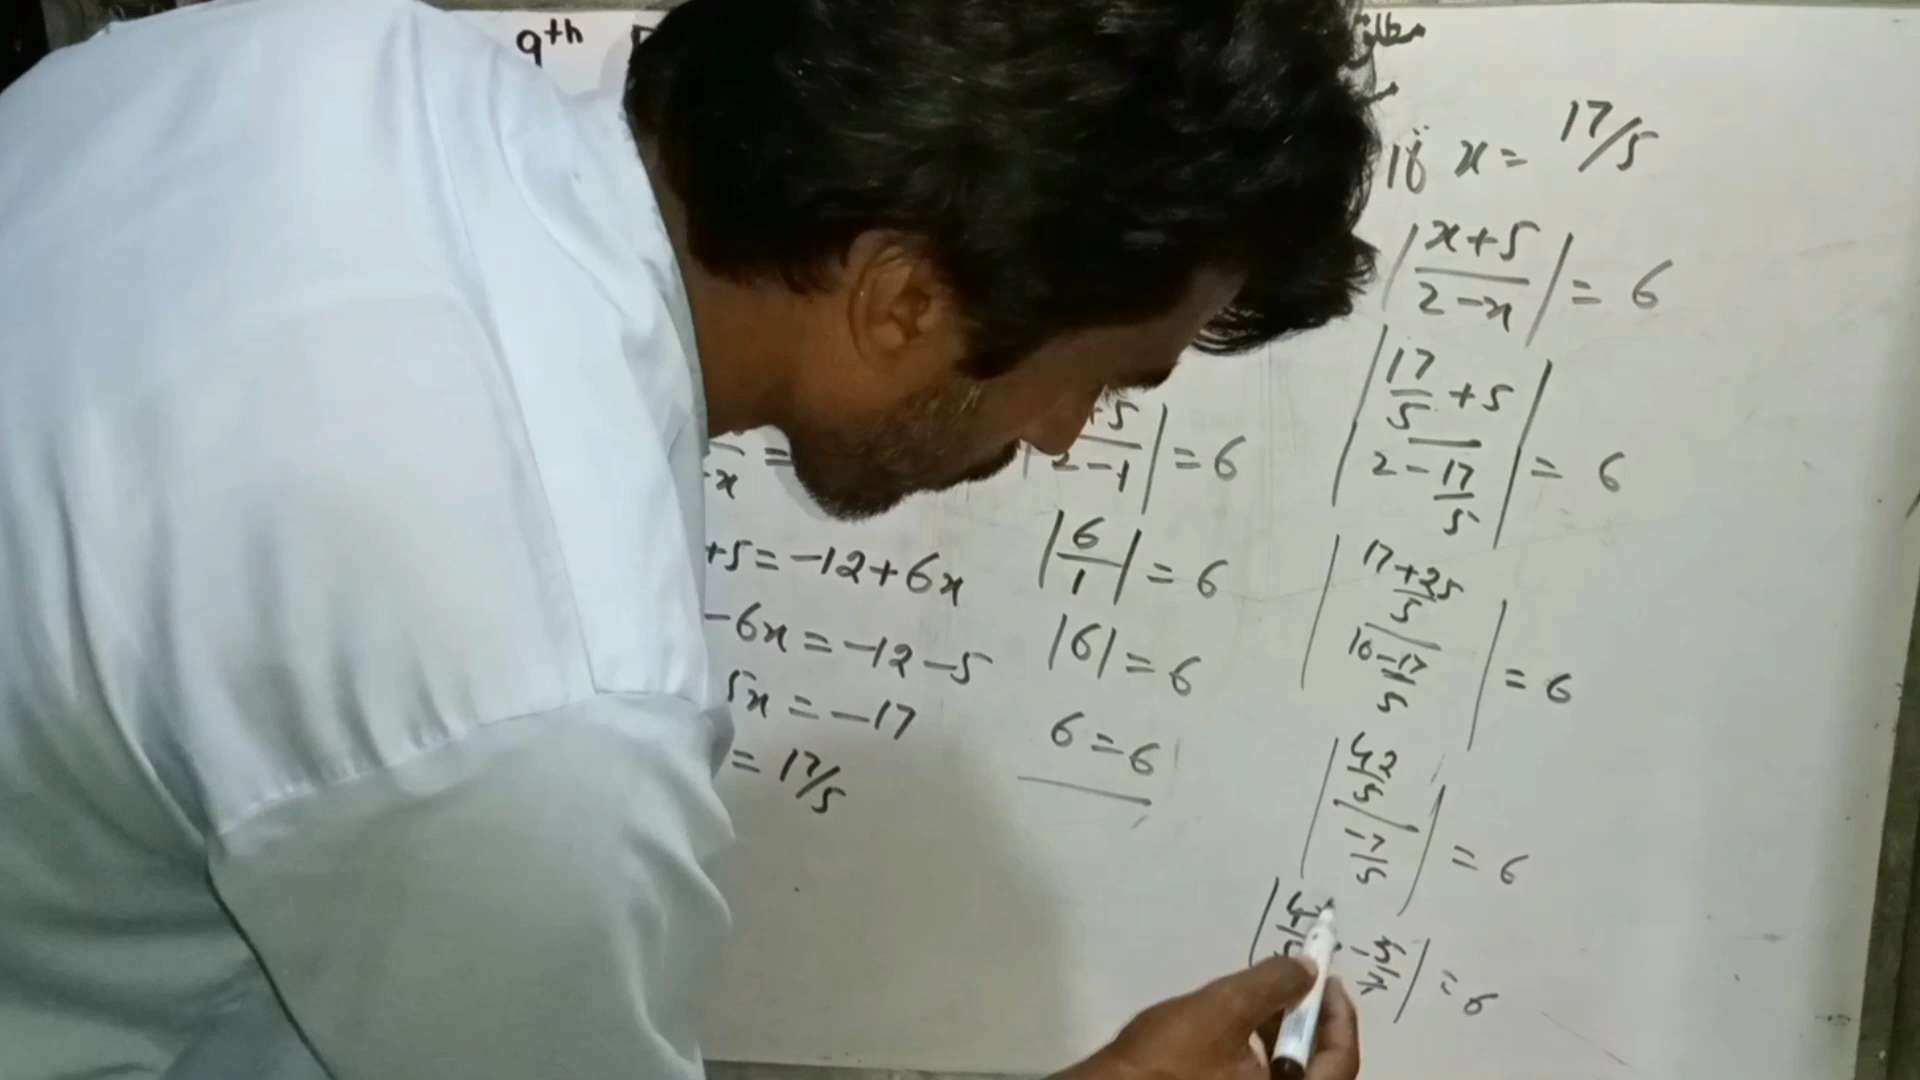 9th
If x = 17/5
|x+5 / 2-x| = 6
|17/5 + 5 / 2 - 17/5| = 6
|17+25/5 / 10-17/5| = 6
|42/5 / -7/5| = 6
= 6
+5 / 2-1| = 6
|6/1| = 6
|6| = 6
6 = 6
-x =
+5 = -12+6x
-6x = -12-5
5x = -17
= 17/5